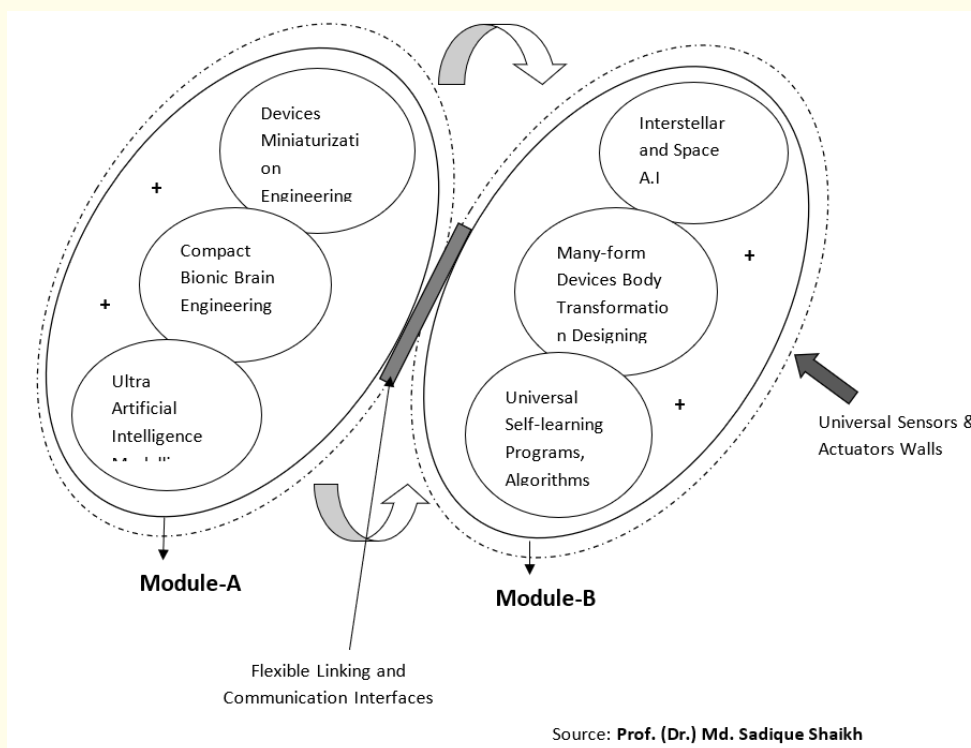 Devices
Miniaturizati
on
Engineering
+
Compact
Bionic Brain
Engineering
+
Ultra
Artificial
Intelligence
Interstellar
and Space
A.I
Many-form
Devices Body
Transformatio
n Designing
+
Universal
Self-learning
Programs,
Algorithms
+
Universal Sensors &
Actuators Walls
Module-A
Module-B
Flexible Linking and
Communication Interfaces
Source: Prof. (Dr.) Md. Sadique Shaikh